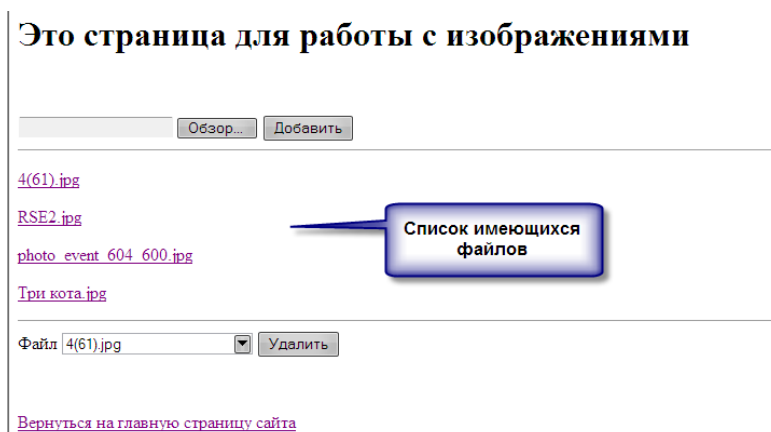 Это страница для работы с изображениями
Обзор... Добавить
4(61).jpg
RSE2.jpg
photo_event_604_600.jpg
Три кота.jpg
Список имеющихся
файлов
Файл 4(61).jpg Удалить
Вернуться на главную страницу сайта